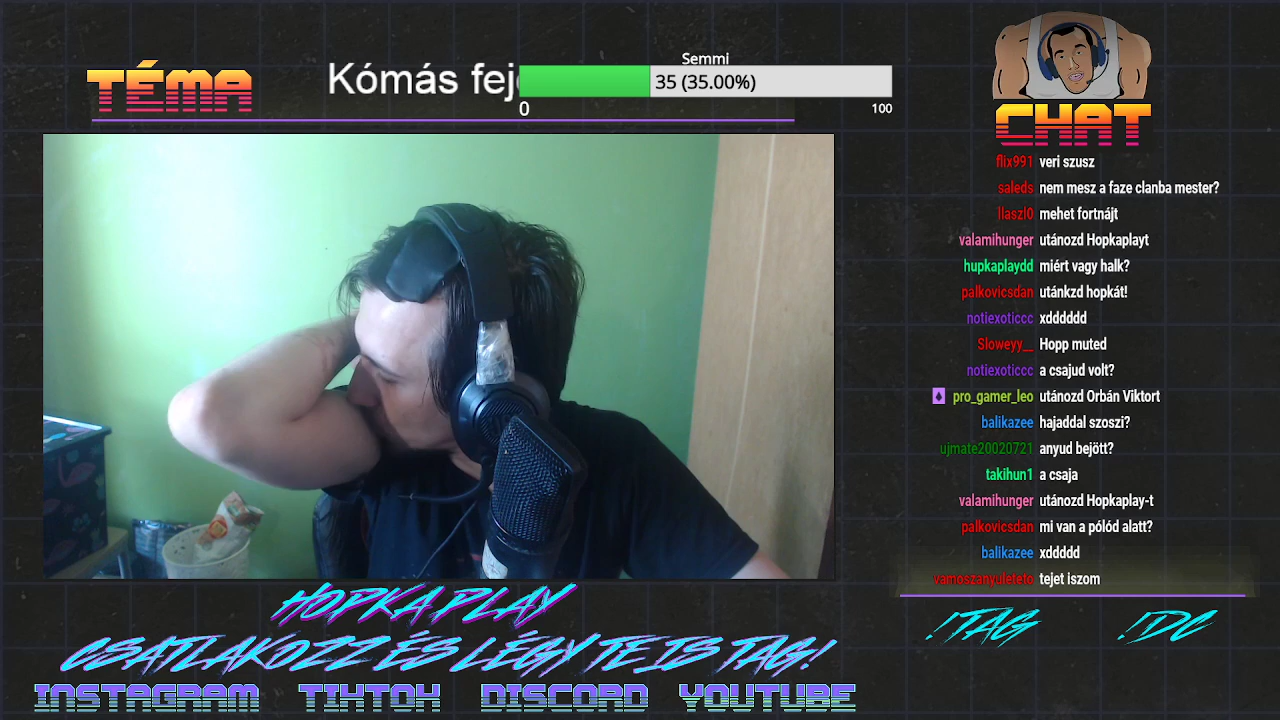 TÉMA
Kómás fej
Semmi
35 (35.00%)
0
100
CHAT
flix991 veri szusz
saleds nem mesz a faze clanba mester?
llaszl0 mehet fortnájt
valamihunger utánozd Hopkaplayt
hupkaplaydd miért vagy halk?
palkovicsdan utánkzd hopkát!
notiexoticcc xdddddd
Sloweyy__ Hopp muted
notiexoticcc a csajud volt?
pro_gamer_leo utánozd Orbán Viktort
balikazee hajaddal szoszi?
ujmate20020721 anyud bejött?
takihun1 a csaja
valamihunger utánozd Hopkaplay-t
palkovicsdan mi van a pólód alatt?
balikazee xddddd
vamoszanyuleteto tejet iszom
HOPKA PLAY
CSATLAKOZZ ÉS LÉGY TE IS TAG!
!TAG
!DC
INSTAGRAM
TIKTOK
DISCORD
YOUTUBE